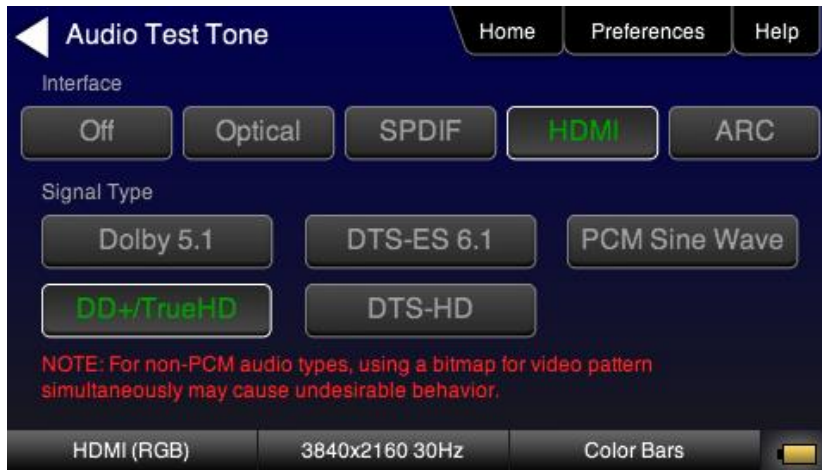 Audio Test Tone Home Preferences Help
Interface
Off Optical SPDIF HDMI ARC
Signal Type
Dolby 5.1 DTS-ES 6.1 PCM Sine Wave
DD+/TrueHD DTS-HD
NOTE: For non-PCM audio types, using a bitmap for video pattern
simultaneously may cause undesirable behavior.
HDMI (RGB) 3840x2160 30Hz Color Bars